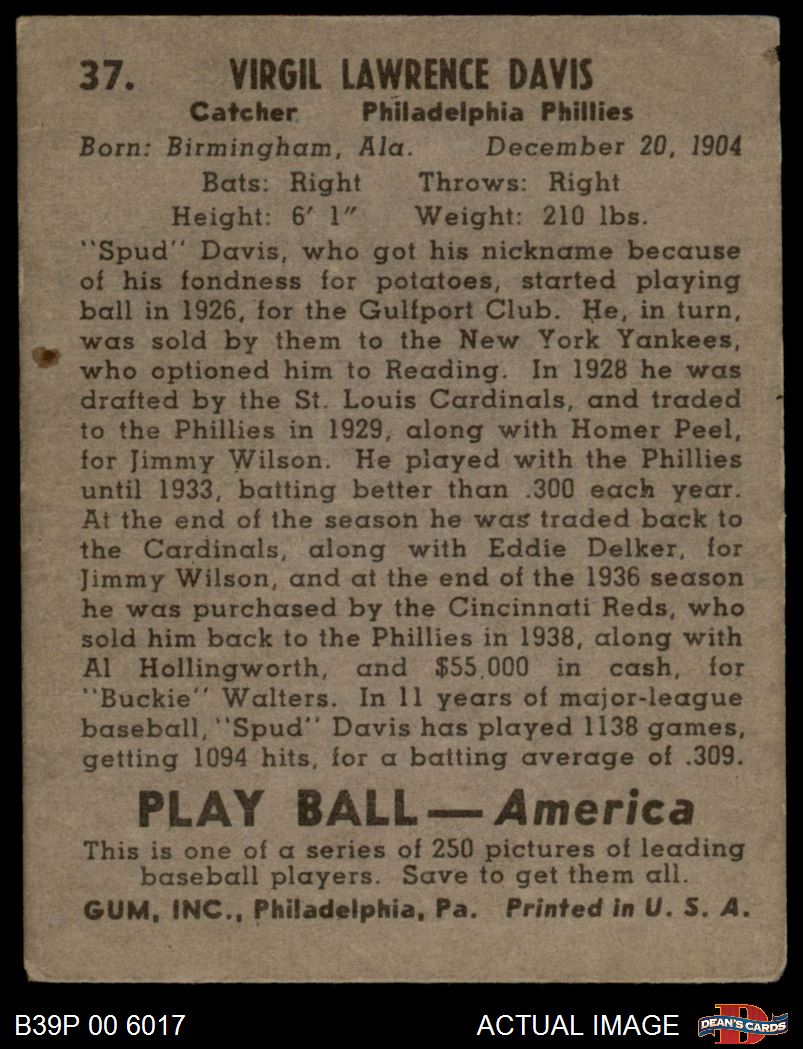 37. VIRGIL LAWRENCE DAVIS
Catcher Philadelphia Phillies
Born: Birmingham, Ala. December 20, 1904
Bats: Right Throws: Right
Height: 6′ 1″ Weight: 210 lbs.
"Spud" Davis, who got his nickname because
of his fondness for potatoes, started playing
ball in 1926, for the Gulfport Club. He, in turn,
was sold by them to the New York Yankees,
who optioned him to Reading. In 1928 he was
drafted by the St. Louis Cardinals, and traded
to the Phillies in 1929, along with Homer Peel,
for Jimmy Wilson. He played with the Phillies
until 1933, batting better than .300 each year.
At the end of the season he was traded back to
the Cardinals, along with Eddie Delker, for
Jimmy Wilson, and at the end of the 1936 season
he was purchased by the Cincinnati Reds, who
sold him back to the Phillies in 1938, along with
Al Hollingworth, and $55,000 in cash, for
"Buckie" Walters. In 11 years of major-league
baseball, "Spud" Davis has played 1138 games,
getting 1094 hits, for a batting average of .309.
PLAY BALL — America
This is one of a series of 250 pictures of leading
baseball players. Save to get them all.
GUM, INC., Philadelphia, Pa. Printed in U. S. A.
B39P 00 6017 ACTUAL IMAGE D DEAN'S CARDS